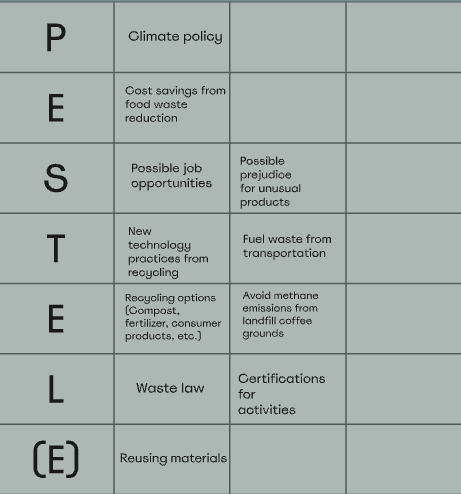 P
Climate policy
E
Cost savings from
food waste
reduction
S
Possible job
opportunities
Possible
prejudice
for unusual
products
T
New
technology
practices from
recycling
Fuel waste from
transportation
E
Recycling options
(Compost,
fertilizer, consumer
products, etc.)
Avoid methane
emissions from
landfill coffee
grounds
L
Waste law
Certifications
for
activities
(E)
Reusing materials